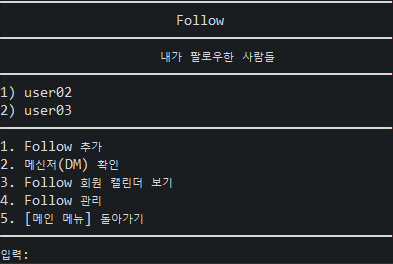 Follow
내가 팔로우한 사람들
1) user02
2) user03
1. Follow 추가
2. 메신저(DM) 확인
3. Follow 회원 캘린더 보기
4. Follow 관리
5. [메인 메뉴] 돌아가기
입력: